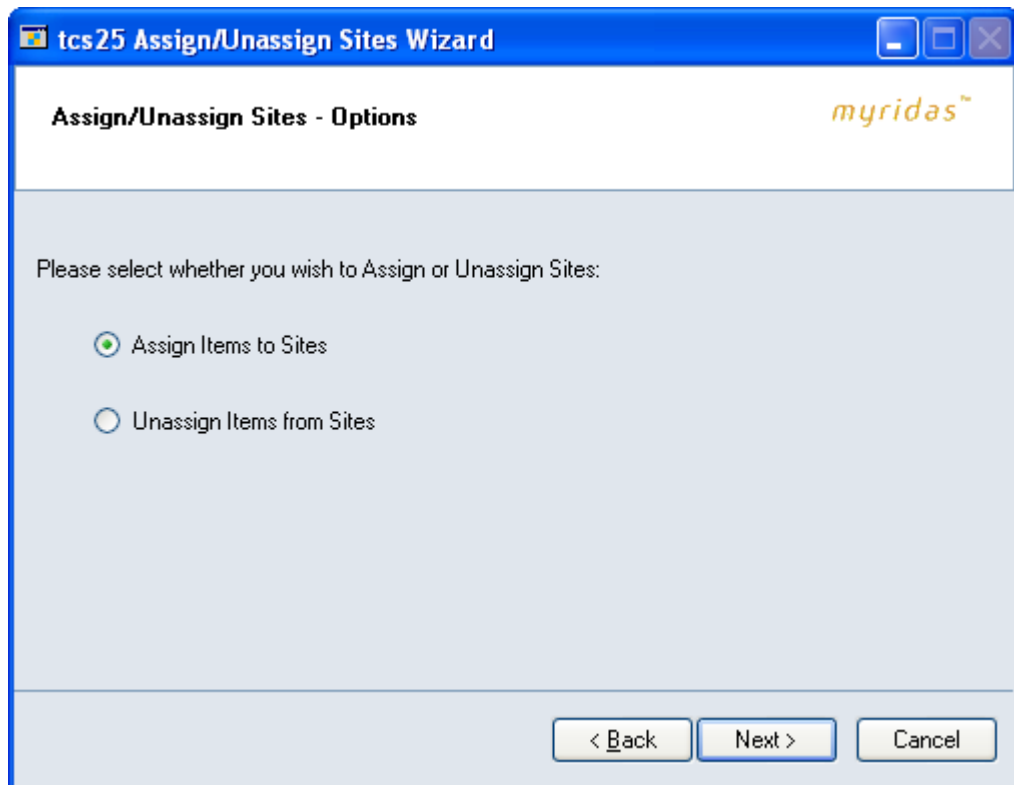 tcs25 Assign/Unassign Sites Wizard
Assign/Unassign Sites - Options
myridas™
Please select whether you wish to Assign or Unassign Sites:
Assign Items to Sites
Unassign Items from Sites
< Back
Next >
Cancel